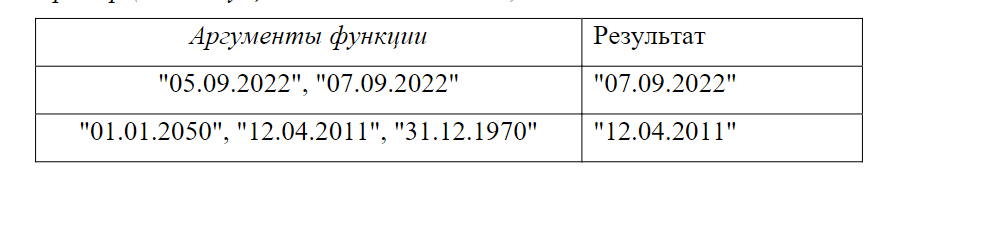 Аргументы функции
Результат
"05.09.2022", "07.09.2022"
"07.09.2022"
"01.01.2050", "12.04.2011", "31.12.1970"
"12.04.2011"